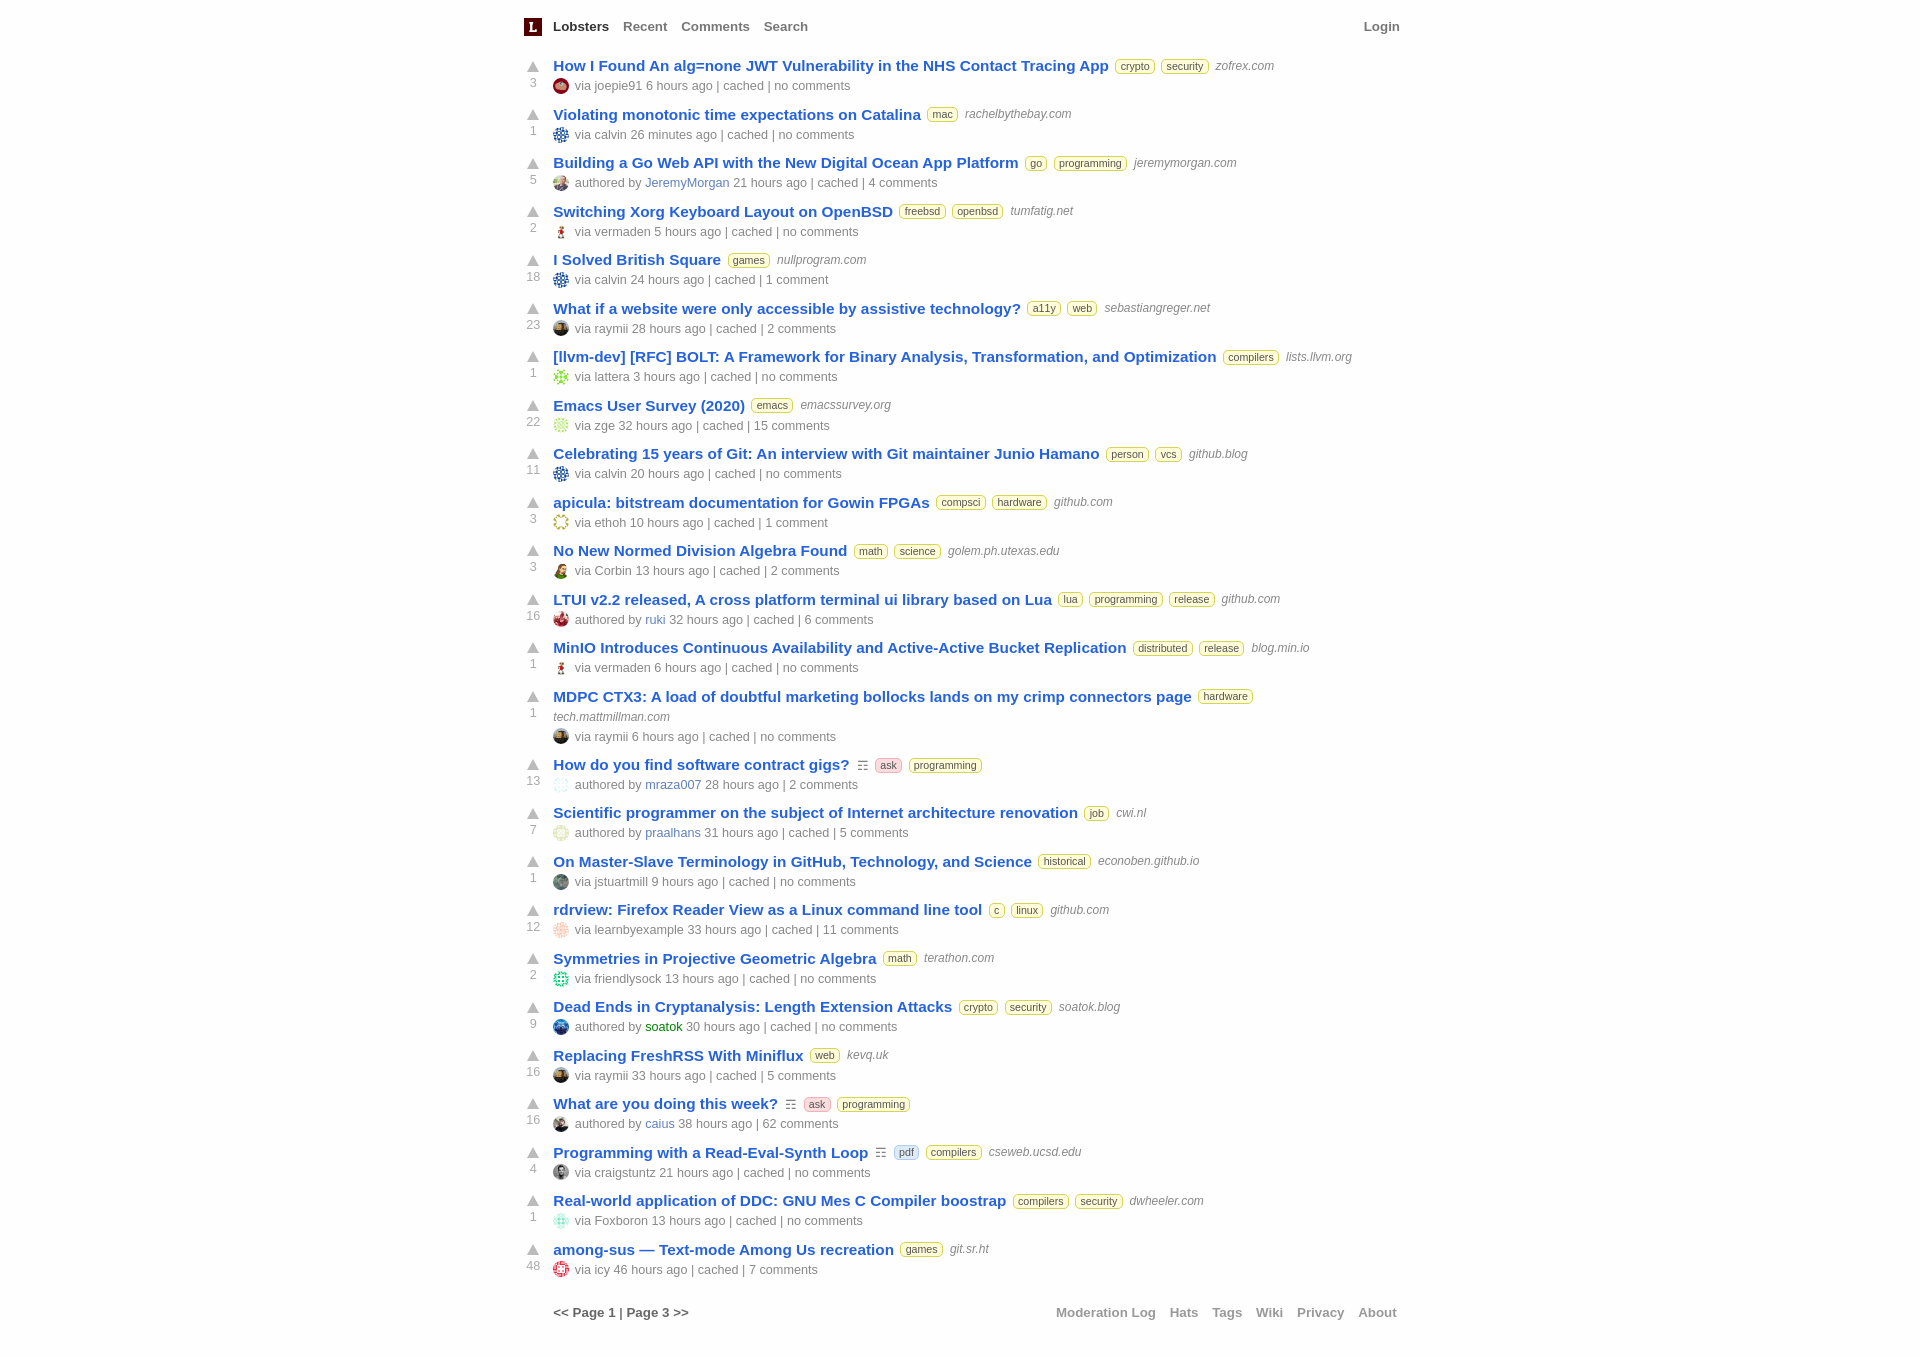 L Lobsters Recent Comments Search Login
How I Found An alg=none JWT Vulnerability in the NHS Contact Tracing App crypto security zofrex.com
3 via joepie91 6 hours ago | cached | no comments
Violating monotonic time expectations on Catalina mac rachelbythebay.com
1 via calvin 26 minutes ago | cached | no comments
Building a Go Web API with the New Digital Ocean App Platform go programming jeremymorgan.com
5 authored by JeremyMorgan 21 hours ago | cached | 4 comments
Switching Xorg Keyboard Layout on OpenBSD freebsd openbsd tumfatig.net
2 via vermaden 5 hours ago | cached | no comments
I Solved British Square games nullprogram.com
18 via calvin 24 hours ago | cached | 1 comment
What if a website were only accessible by assistive technology? a11y web sebastiangreger.net
23 via raymii 28 hours ago | cached | 2 comments
[llvm-dev] [RFC] BOLT: A Framework for Binary Analysis, Transformation, and Optimization compilers lists.llvm.org
1 via lattera 3 hours ago | cached | no comments
Emacs User Survey (2020) emacs emacssurvey.org
22 via zge 32 hours ago | cached | 15 comments
Celebrating 15 years of Git: An interview with Git maintainer Junio Hamano person vcs github.blog
11 via calvin 20 hours ago | cached | no comments
apicula: bitstream documentation for Gowin FPGAs compsci hardware github.com
3 via ethoh 10 hours ago | cached | 1 comment
No New Normed Division Algebra Found math science golem.ph.utexas.edu
3 via Corbin 13 hours ago | cached | 2 comments
LTUI v2.2 released, A cross platform terminal ui library based on Lua lua programming release github.com
16 authored by ruki 32 hours ago | cached | 6 comments
MinIO Introduces Continuous Availability and Active-Active Bucket Replication distributed release blog.min.io
1 via vermaden 6 hours ago | cached | no comments
MDPC CTX3: A load of doubtful marketing bollocks lands on my crimp connectors page hardware
1 tech.mattmillman.com
via raymii 6 hours ago | cached | no comments
How do you find software contract gigs? ☶ ask programming
13 authored by mraza007 28 hours ago | 2 comments
Scientific programmer on the subject of Internet architecture renovation job cwi.nl
7 authored by praalhans 31 hours ago | cached | 5 comments
On Master-Slave Terminology in GitHub, Technology, and Science historical econoben.github.io
1 via jstuartmill 9 hours ago | cached | no comments
rdrview: Firefox Reader View as a Linux command line tool c linux github.com
12 via learnbyexample 33 hours ago | cached | 11 comments
Symmetries in Projective Geometric Algebra math terathon.com
2 via friendlysock 13 hours ago | cached | no comments
Dead Ends in Cryptanalysis: Length Extension Attacks crypto security soatok.blog
9 authored by soatok 30 hours ago | cached | no comments
Replacing FreshRSS With Miniflux web kevq.uk
16 via raymii 33 hours ago | cached | 5 comments
What are you doing this week? ☶ ask programming
16 authored by caius 38 hours ago | 62 comments
Programming with a Read-Eval-Synth Loop ☶ pdf compilers cseweb.ucsd.edu
4 via craigstuntz 21 hours ago | cached | no comments
Real-world application of DDC: GNU Mes C Compiler boostrap compilers security dwheeler.com
1 via Foxboron 13 hours ago | cached | no comments
among-sus — Text-mode Among Us recreation games git.sr.ht
48 via icy 46 hours ago | cached | 7 comments
<< Page 1 | Page 3 >> Moderation Log Hats Tags Wiki Privacy About